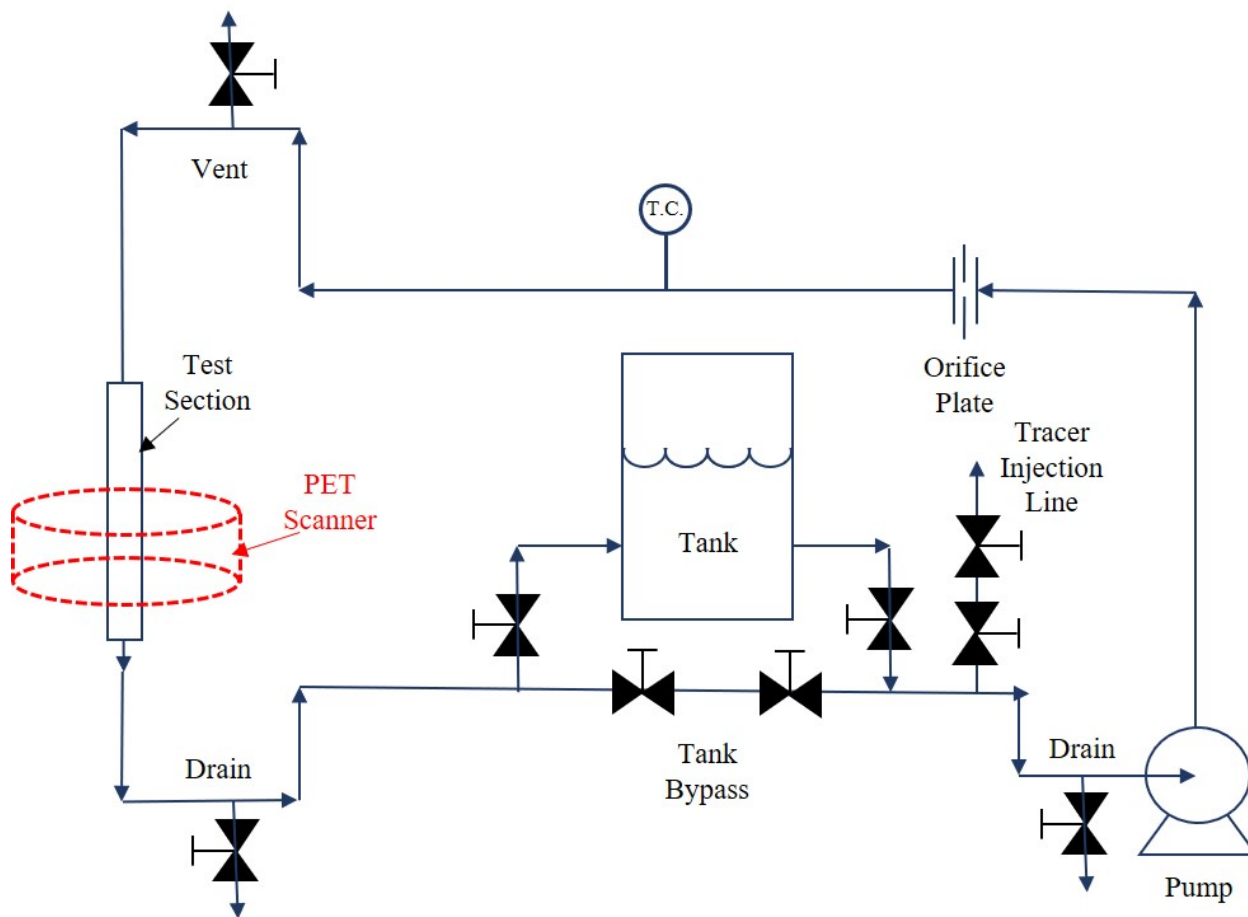 Vent
T.C.
Test
Section
Orifice
Plate
Tracer
Injection
Line
PET
Scanner
Tank
Drain
Tank
Bypass
Drain
Pump